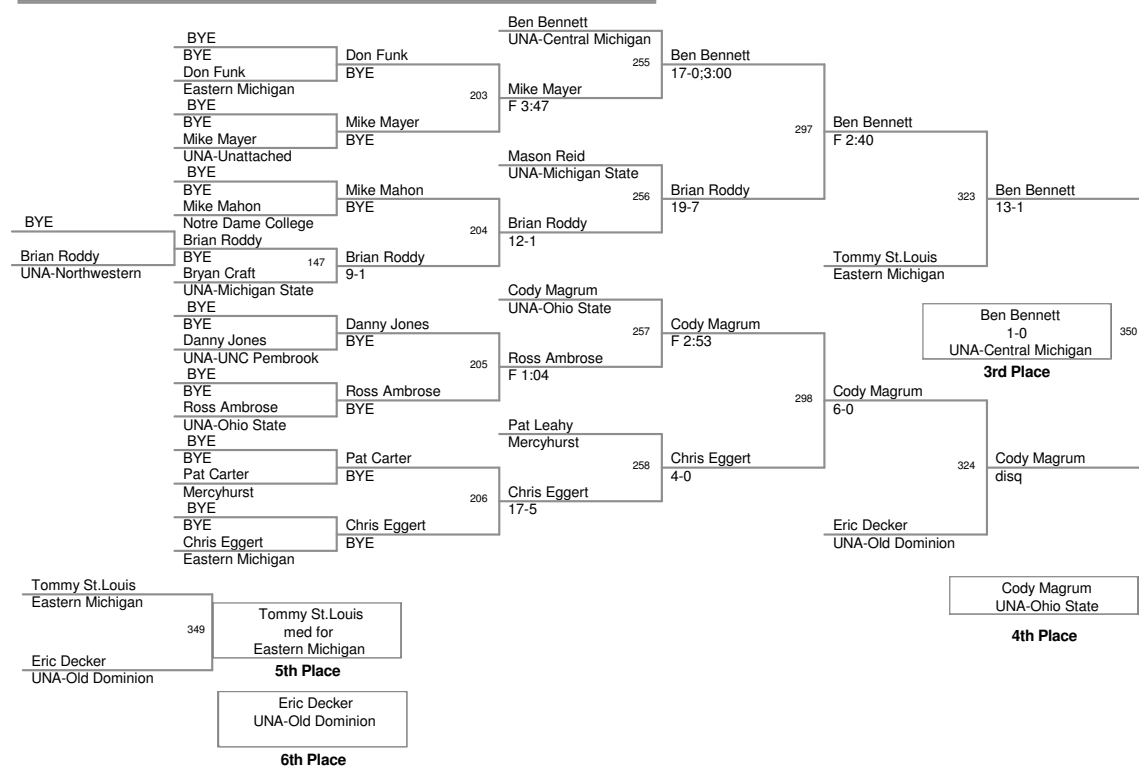 Ben Bennett
UNA-Central Michigan
BYE
BYE
Don Funk
Eastern Michigan
Don Funk
BYE
255
Ben Bennett
17-0;3:00
203
Mike Mayer
F 3:47
BYE
BYE
Mike Mayer
UNA-Unattached
Mike Mayer
BYE
297
Ben Bennett
F 2:40
Mason Reid
UNA-Michigan State
BYE
BYE
Mike Mahon
Notre Dame College
Mike Mahon
BYE
256
Brian Roddy
19-7
323
Ben Bennett
13-1
BYE
Brian Roddy
UNA-Northwestern
204
Brian Roddy
12-1
Brian Roddy
BYE
Bryan Craft
UNA-Michigan State
147
Brian Roddy
9-1
Tommy St.Louis
Eastern Michigan
Cody Magrum
UNA-Ohio State
BYE
BYE
Danny Jones
UNA-UNC Pembrook
Danny Jones
BYE
257
Cody Magrum
F 2:53
Ben Bennett
1-0
UNA-Central Michigan
350
3rd Place
205
Ross Ambrose
F 1:04
BYE
BYE
Ross Ambrose
UNA-Ohio State
Ross Ambrose
BYE
298
Cody Magrum
6-0
Pat Leahy
Mercyhurst
BYE
BYE
Pat Carter
Mercyhurst
Pat Carter
BYE
258
Chris Eggert
4-0
324
Cody Magrum
disq
206
Chris Eggert
17-5
BYE
BYE
Chris Eggert
Eastern Michigan
Chris Eggert
BYE
Eric Decker
UNA-Old Dominion
Tommy St.Louis
Eastern Michigan
349
Eric Decker
UNA-Old Dominion
Tommy St.Louis
med for
Eastern Michigan
5th Place
Cody Magrum
UNA-Ohio State
4th Place
Eric Decker
UNA-Old Dominion
6th Place